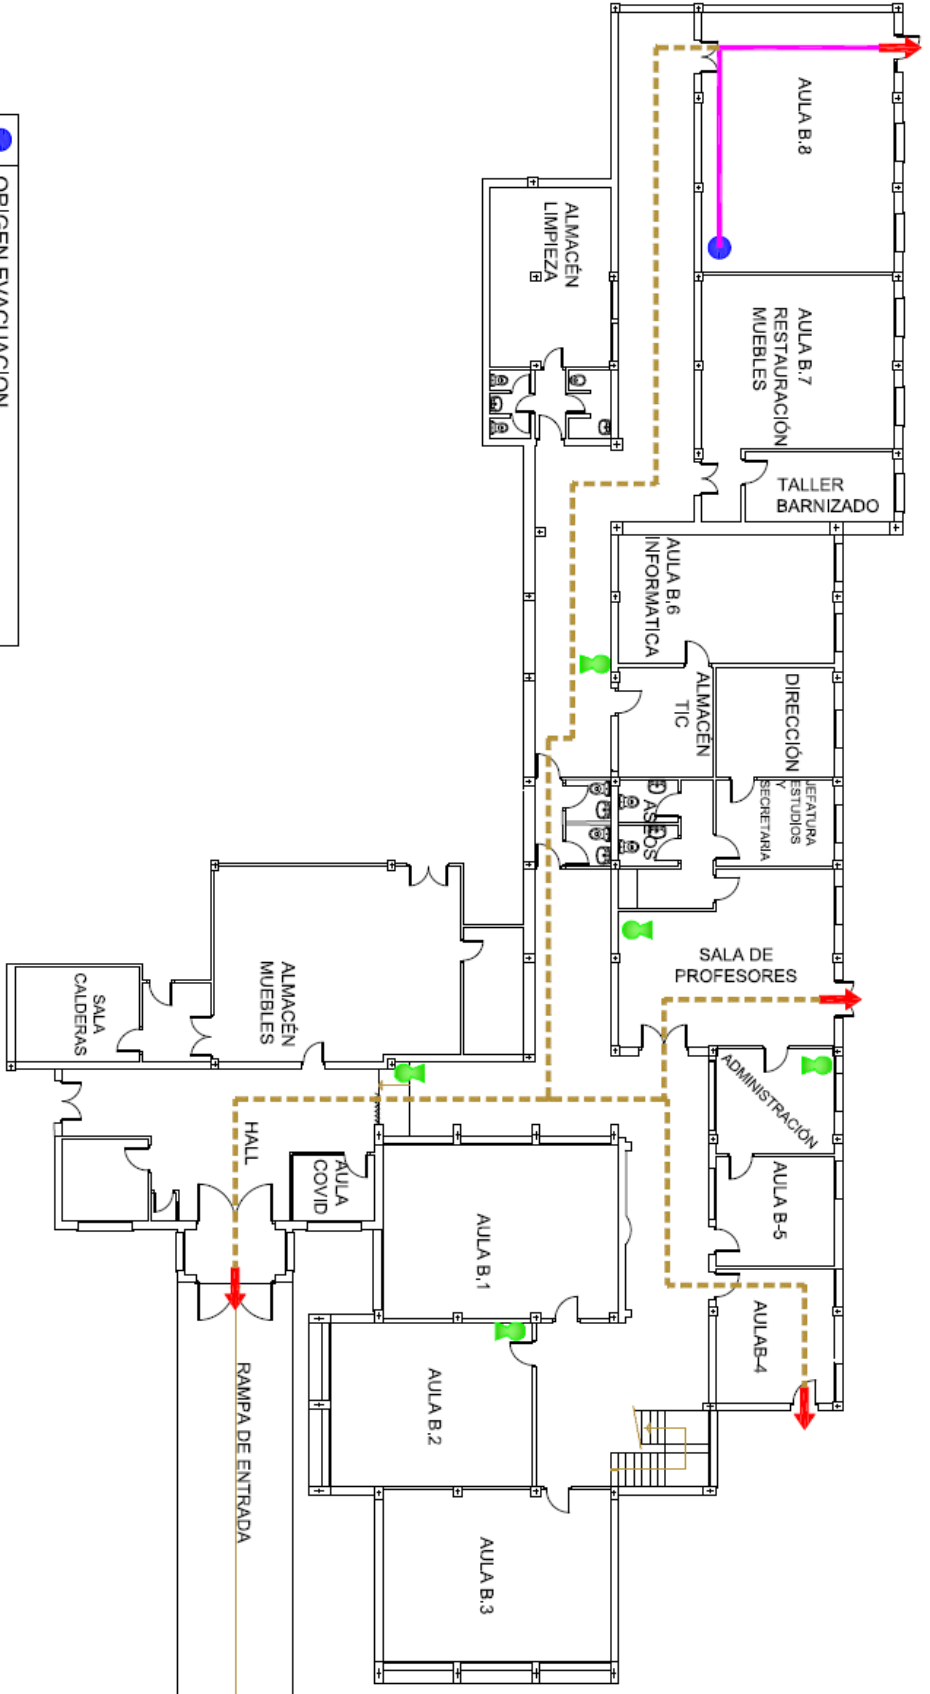 AULA B.8
AULA B.7
RESTAURACIÓN
MUEBLES
TALLER
BARNIZADO
ALMACÉN
LIMPIEZA
AULA B.6
INFORMATICA
ALMACÉN
TIC
DIRECCIÓN
JEFATURA
ESTUDIOS
Y
SECRETARIA
ASEOS
SALA DE
PROFESORES
ADMINISTRACIÓN
AULA B-5
AULAB-4
ALMACÉN
MUEBLES
SALA
CALDERAS
HALL
AULA
COVID
AULA B.1
AULA B.2
AULA B.3
RAMPA DE ENTRADA
ORIGEN EVACUACION